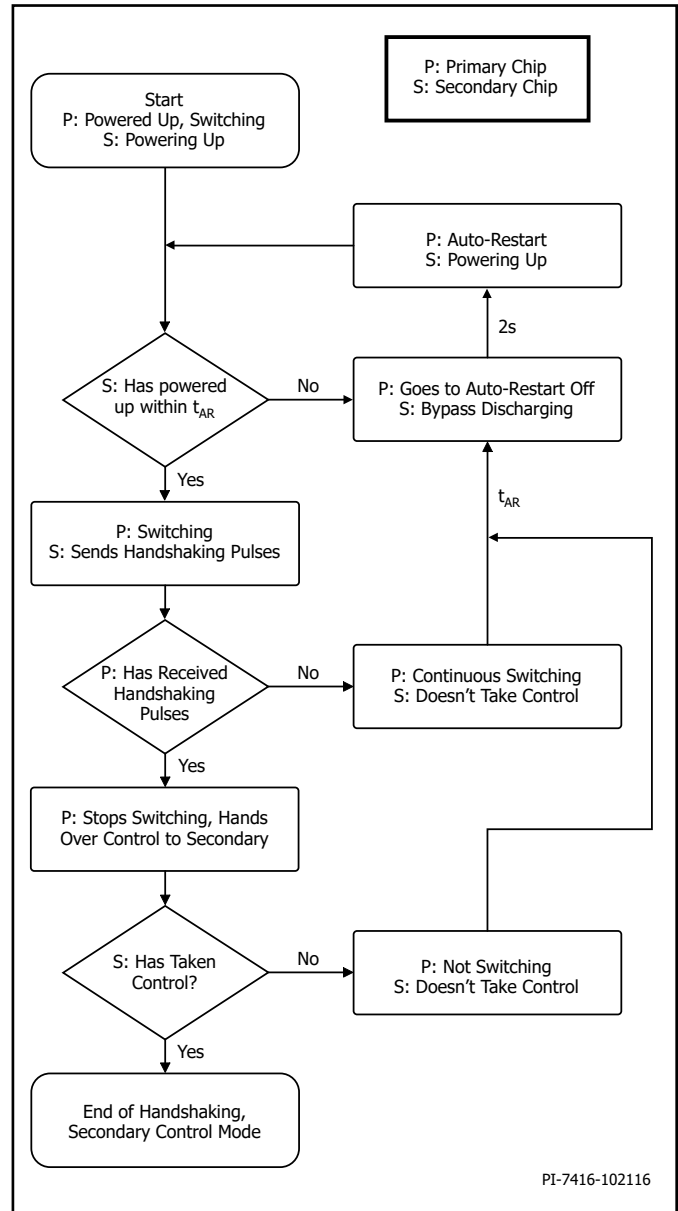 P: Primary Chip
S: Secondary Chip
Start
P: Powered Up, Switching
S: Powering Up
P: Auto-Restart
S: Powering Up
2s
S: Has powered
up within tAR
No
P: Goes to Auto-Restart Off
S: Bypass Discharging
Yes
tAR
P: Switching
S: Sends Handshaking Pulses
P: Has Received
Handshaking
Pulses
No
P: Continuous Switching
S: Doesn't Take Control
Yes
P: Stops Switching, Hands
Over Control to Secondary
S: Has Taken
Control?
No
P: Not Switching
S: Doesn't Take Control
Yes
End of Handshaking,
Secondary Control Mode
PI-7416-102116